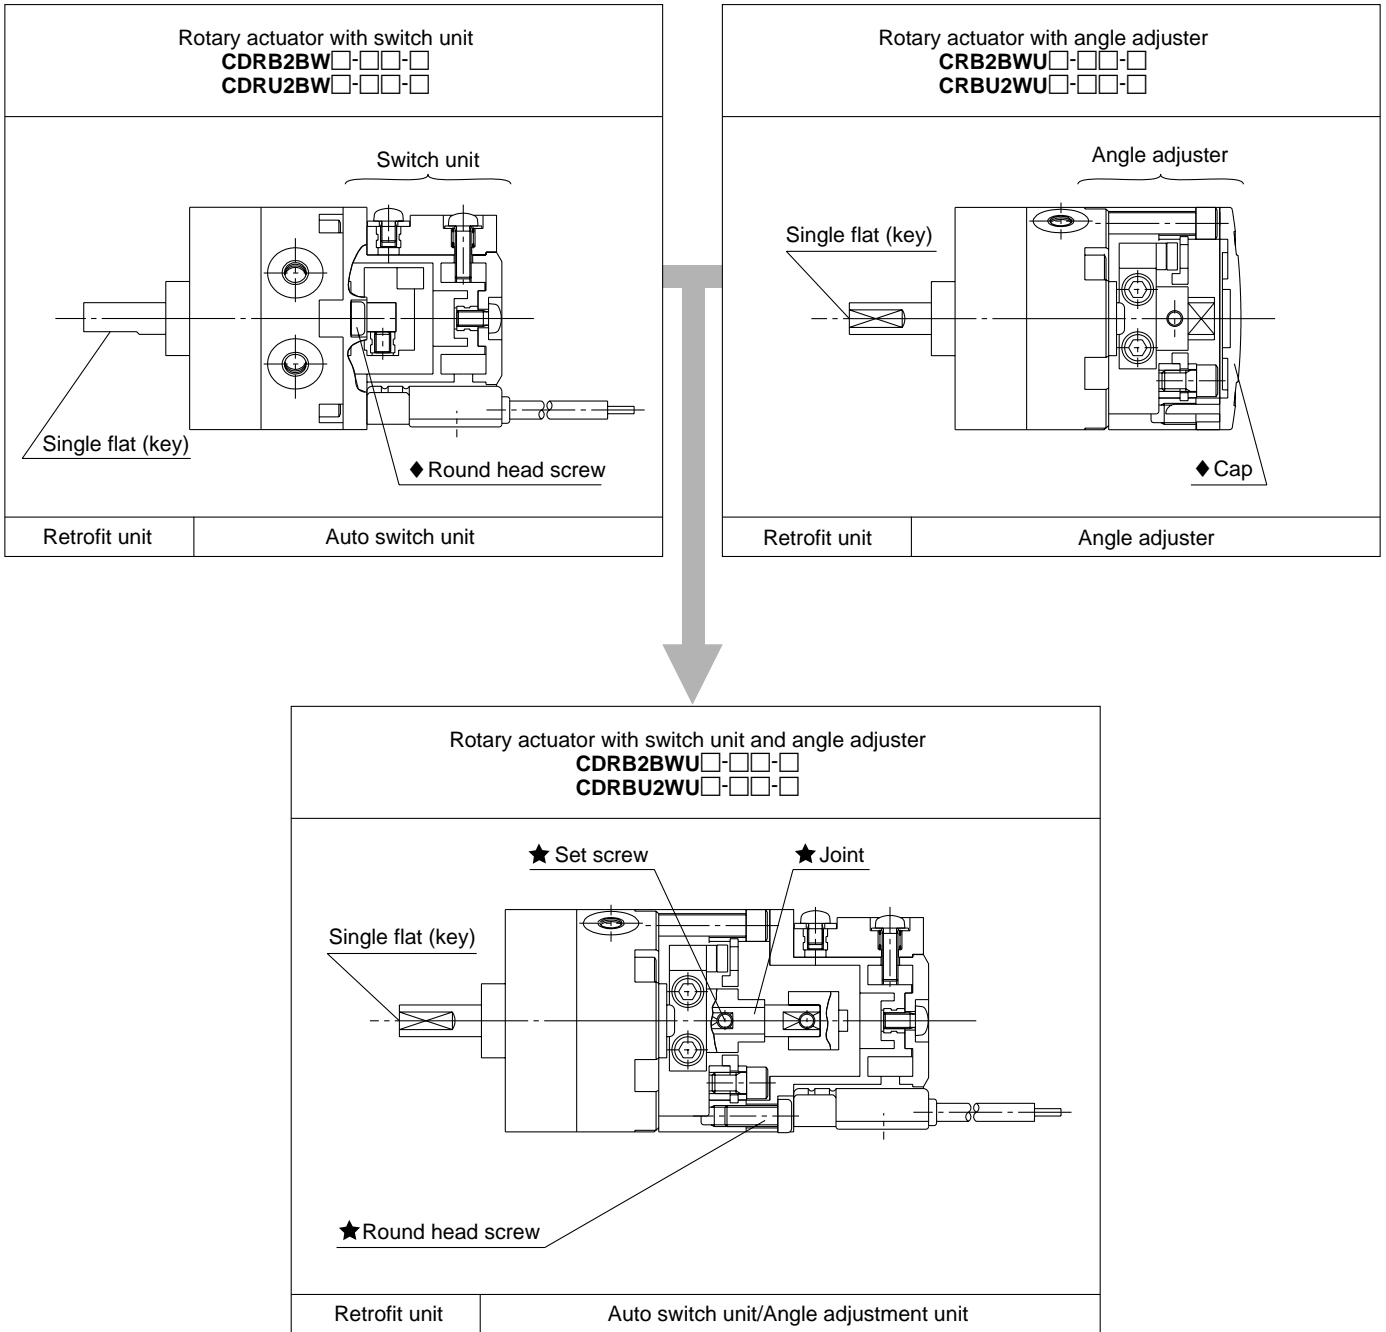 Rotary actuator with switch unit
CDRB2BW□-□□-□
CDRU2BW□-□□-□
Switch unit
Single flat (key)
♦ Round head screw
Retrofit unit
Auto switch unit
Rotary actuator with angle adjuster
CRB2BWU□-□□-□
CRBU2WU□-□□-□
Angle adjuster
Single flat (key)
♦ Cap
Retrofit unit
Angle adjuster
Rotary actuator with switch unit and angle adjuster
CDRB2BWU□-□□-□
CDRBU2WU□-□□-□
★ Set screw
★ Joint
Single flat (key)
★ Round head screw
Retrofit unit
Auto switch unit/Angle adjustment unit